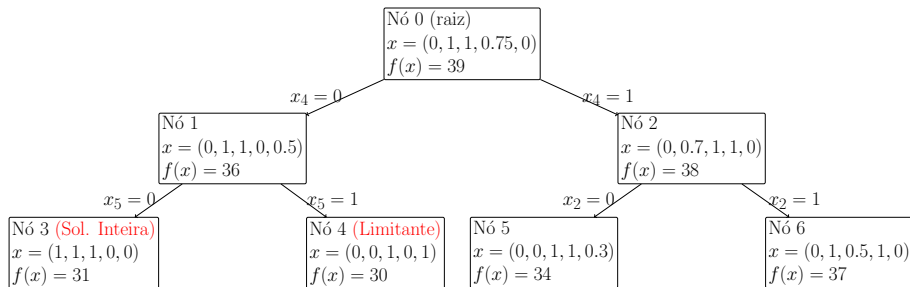 Nó 0 (raiz)
x = (0, 1, 1, 0.75, 0)
f(x) = 39
x₄ = 0
x₄ = 1
Nó 1
x = (0, 1, 1, 0, 0.5)
f(x) = 36
Nó 2
x = (0, 0.7, 1, 1, 0)
f(x) = 38
x₅ = 0
x₅ = 1
x₂ = 0
x₂ = 1
Nó 3 (Sol. Inteira)
x = (1, 1, 1, 0, 0)
f(x) = 31
Nó 4 (Limitante)
x = (0, 0, 1, 0, 1)
f(x) = 30
Nó 5
x = (0, 0, 1, 1, 0.3)
f(x) = 34
Nó 6
x = (0, 1, 0.5, 1, 0)
f(x) = 37